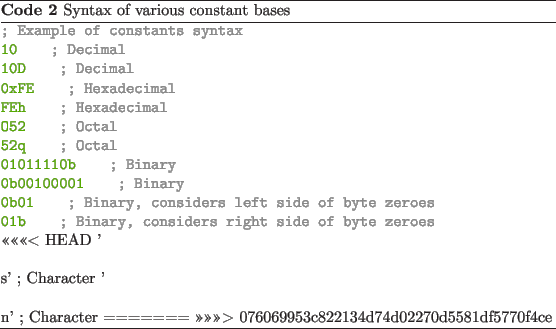 Code 2 Syntax of various constant bases
; Example of constants syntax
10 ; Decimal
10D ; Decimal
0xFE ; Hexadecimal
FEh ; Hexadecimal
052 ; Octal
52q ; Octal
01011110b ; Binary
0b00100001 ; Binary
0b01 ; Binary, considers left side of byte zeroes
01b ; Binary, considers right side of byte zeroes
«««< HEAD ’
s’ ; Character ’
n’ ; Character ======= »»»> 076069953c822134d74d02270d5581df5770f4ce